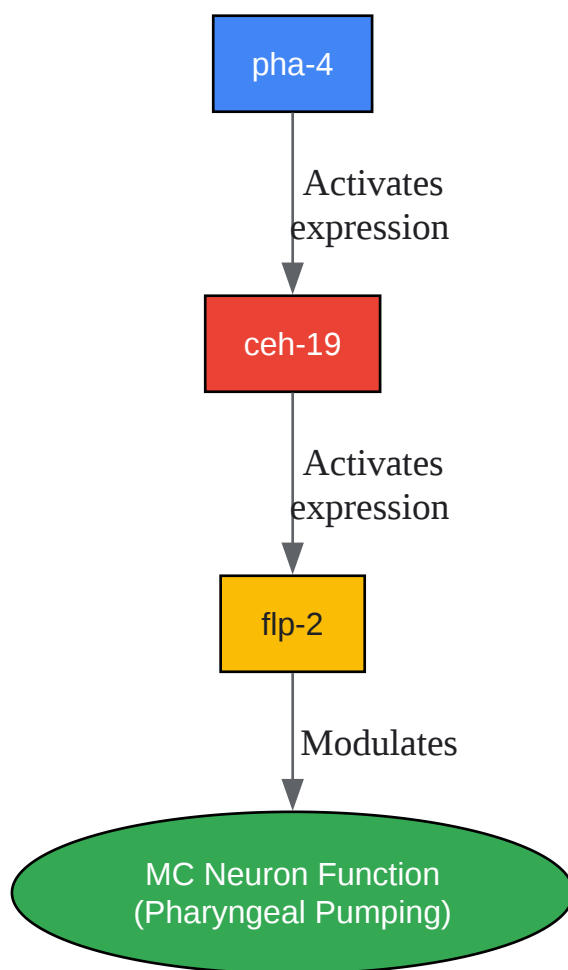 pha-4
Activates
expression
ceh-19
Activates
expression
flp-2
Modulates
MC Neuron Function
(Pharyngeal Pumping)